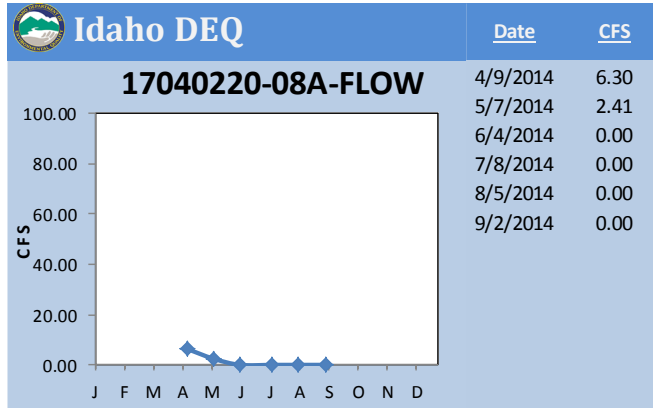 Idaho DEQ
17040220-08A-FLOW
100.00
80.00
60.00
40.00
20.00
0.00
CFS
J F M A M J J A S O N D
Date CFS
4/9/2014 6.30
5/7/2014 2.41
6/4/2014 0.00
7/8/2014 0.00
8/5/2014 0.00
9/2/2014 0.00